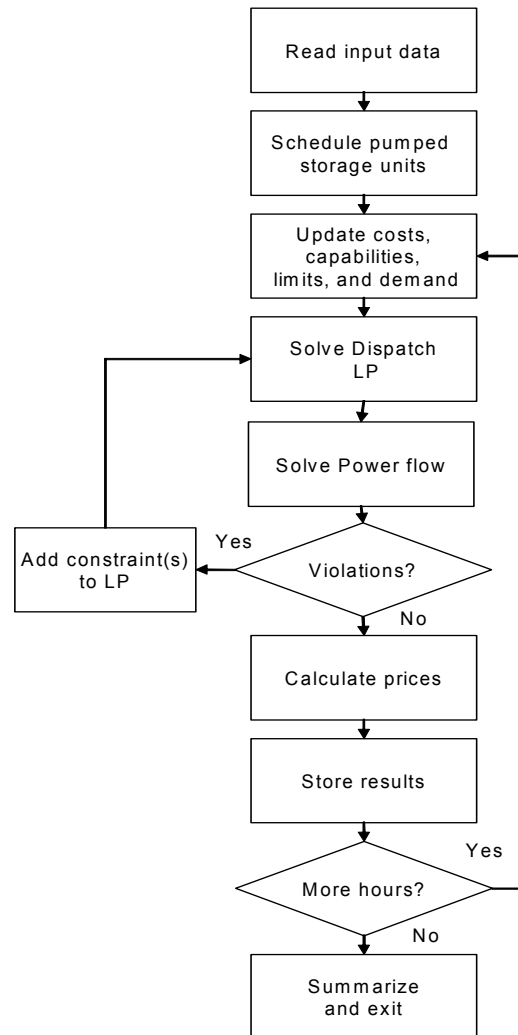 Read input data
Schedule pumped
storage units
Update costs,
capabilities,
limits, and demand
Solve Dispatch
LP
Solve Power flow
Yes
Add constraint(s)
to LP
Violations?
No
Calculate prices
Store results
Yes
More hours?
No
Summarize
and exit